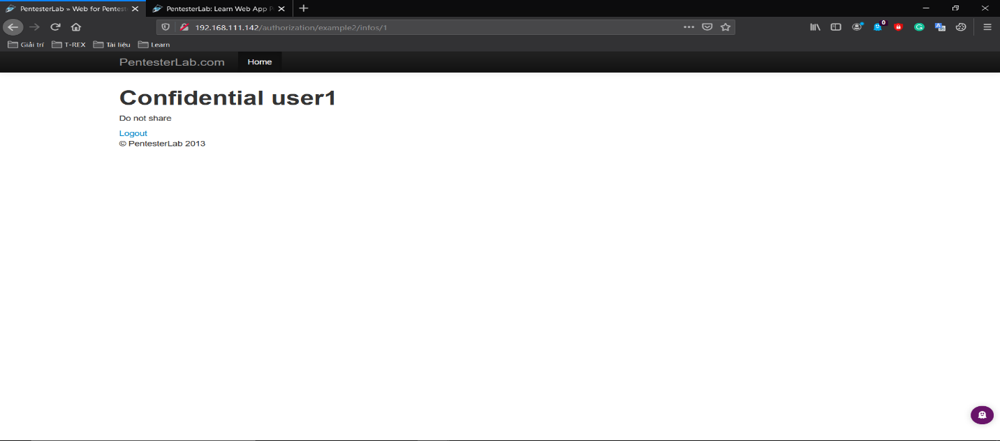 PentesterLab » Web for Pentest
PentesterLab: Learn Web App P
192.168.111.142/authorization/example2/infos/1
0
Giải trí
T-REX
Tài liệu
Learn
PentesterLab.com
Home
Confidential user1
Do not share
Logout
© PentesterLab 2013